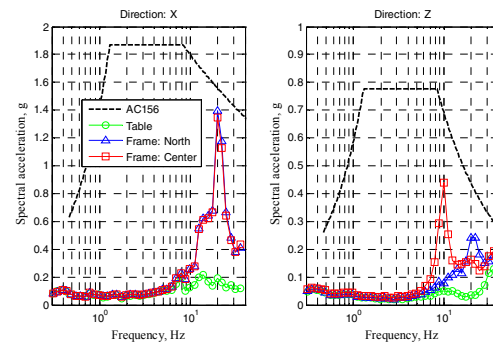 Direction: X
Direction: Z
2
1.8
1.6
1.4
1.2
1
0.8
0.6
0.4
0.2
0
1
0.9
0.8
0.7
0.6
0.5
0.4
0.3
0.2
0.1
0
Spectral acceleration, g
Spectral acceleration, g
AC156
Table
Frame: North
Frame: Center
10^0
10^1
10^0
10^1
Frequency, Hz
Frequency, Hz